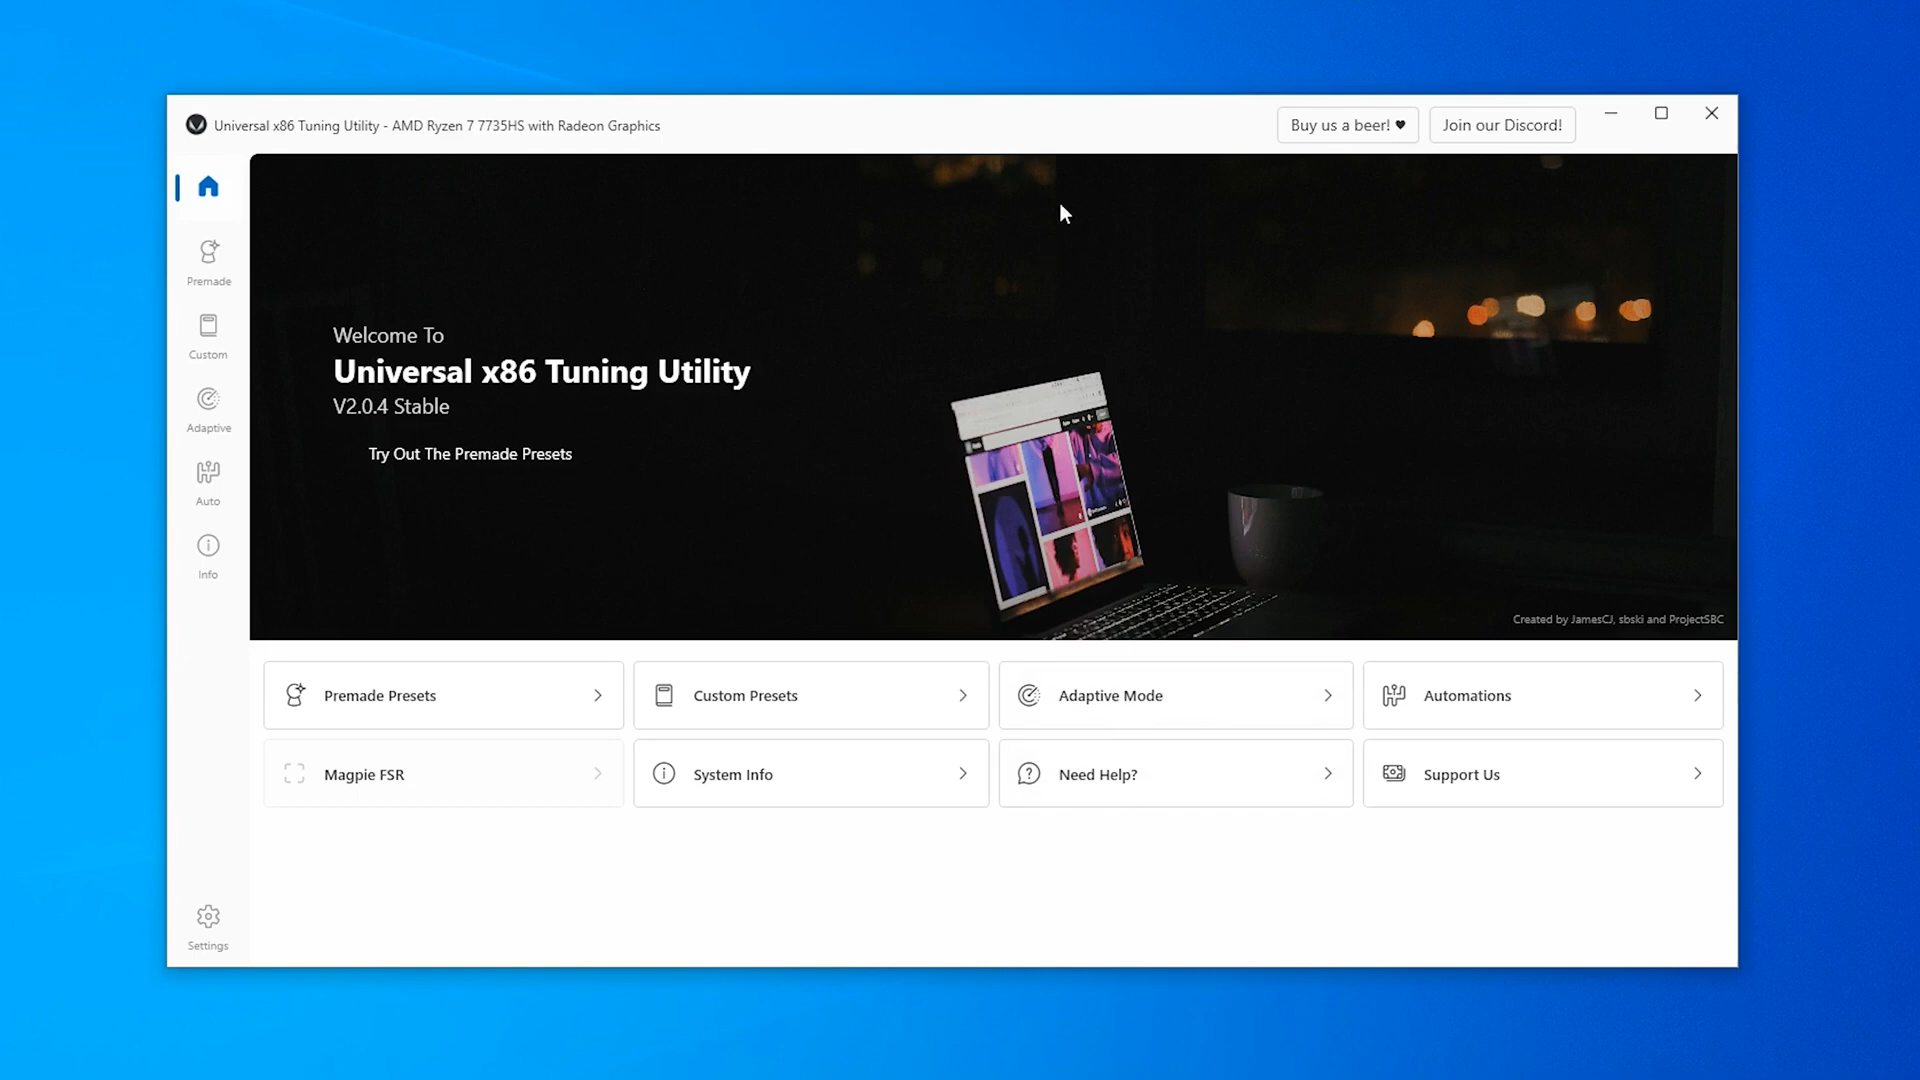 Universal x86 Tuning Utility - AMD Ryzen 7 7735HS with Radeon Graphics
Buy us a beer! ♥
Join our Discord!
Premade
Custom
Adaptive
Auto
Info
Settings
Welcome To
Universal x86 Tuning Utility
V2.0.4 Stable
Try Out The Premade Presets
Created by JamesCJ, sbski and ProjectSBC
Premade Presets
Custom Presets
Adaptive Mode
Automations
Magpie FSR
System Info
Need Help?
Support Us